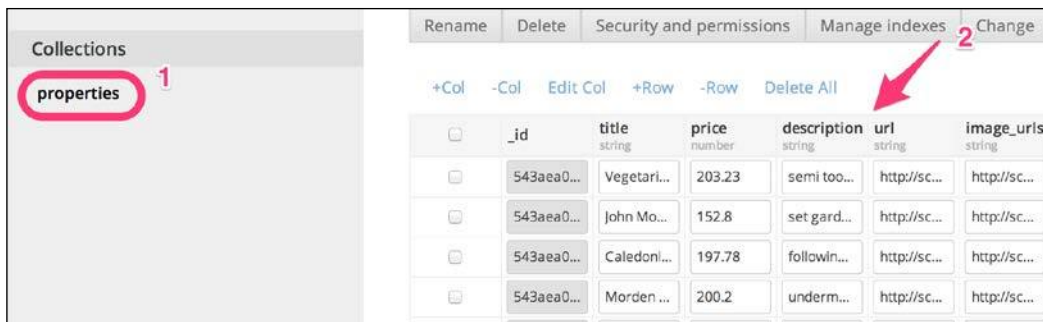 Collections
properties
1
Rename Delete Security and permissions Manage indexes Change
2
+Col -Col Edit Col +Row -Row Delete All
_id title price description url image_urls
string number string string string
543aea0... Vegetari... 203.23 semi too... http://sc... http://sc...
543aea0... John Mo... 152.8 set gard... http://sc... http://sc...
543aea0... Caledoni... 197.78 followin... http://sc... http://sc...
543aea0... Morden ... 200.2 underm... http://sc... http://sc...